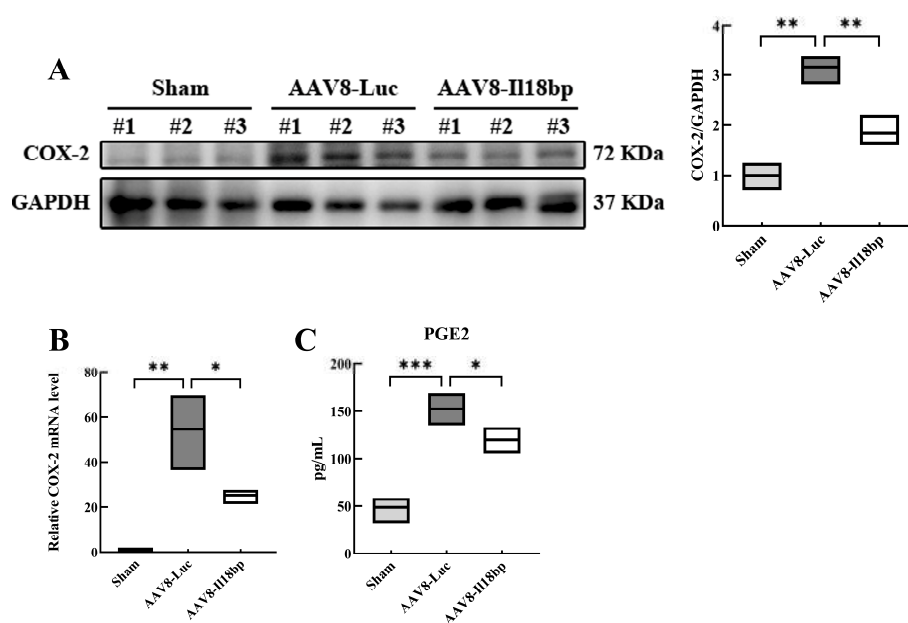 A
Sham AAV8-Luc AAV8-Il18bp
#1 #2 #3 #1 #2 #3 #1 #2 #3
COX-2 72 KDa
GAPDH 37 KDa
** **
COX-2/GAPDH
4
3
2
1
0
Sham AAV8-Luc AAV8-Il18bp
B
** *
Relative COX-2 mRNA level
80
60
40
20
0
Sham AAV8-Luc AAV8-Il18bp
C
PGE2
*** *
pg/mL
200
150
100
50
0
Sham AAV8-Luc AAV8-Il18bp